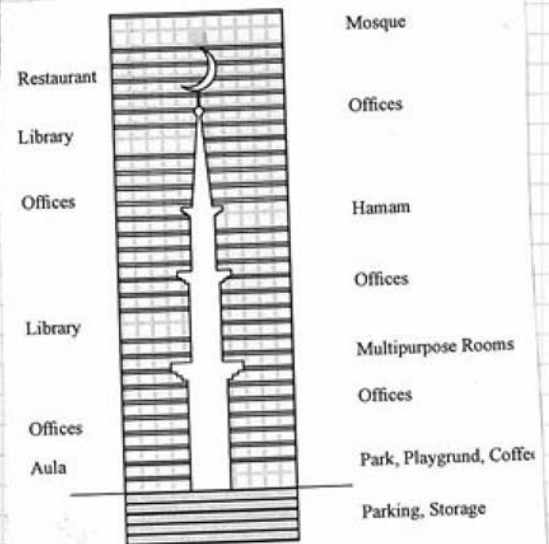 Mosque
Restaurant
Offices
Library
Offices
Hamam
Offices
Library
Multipurpose Rooms
Offices
Offices
Aula
Park, Playgrund, Coffe
Parking, Storage